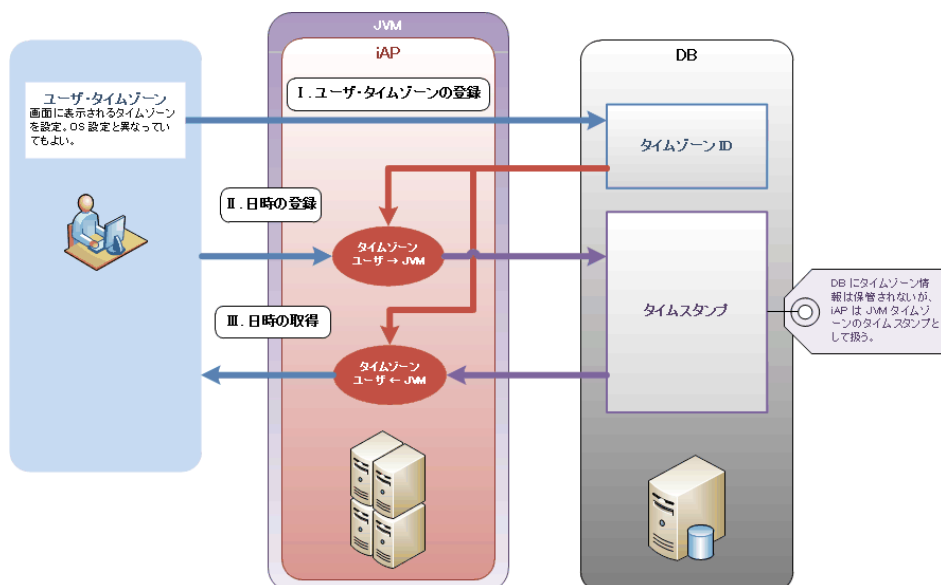 JVM
iAP
DB
ユーザ・タイムゾーン
画面に表示されるタイムゾーン
を設定。OS 設定と異なってい
てもよい。
Ⅰ. ユーザ・タイムゾーンの登録
タイムゾーン ID
Ⅱ. 日時の登録
タイムゾーン
ユーザ → JVM
タイムスタンプ
DB にタイムゾーン情
報は保管されないが、
iAP は JVM タイムゾ
ーンのタイムスタンプと
して扱う。
Ⅲ. 日時の取得
タイムゾーン
ユーザ ← JVM